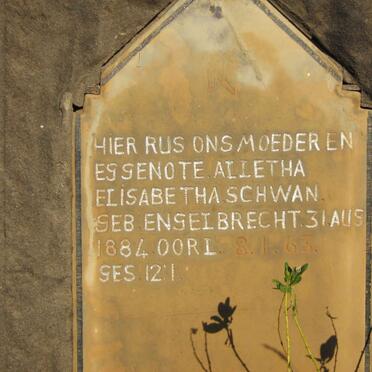 HIER RUS ONS MOEDER EN
EGGENOTE ALLETHA
ELISABETHA SCHWAN
GEB ENGELBRECHT 31 AUG
1884 OORL 8.1.63.
GES 12'1